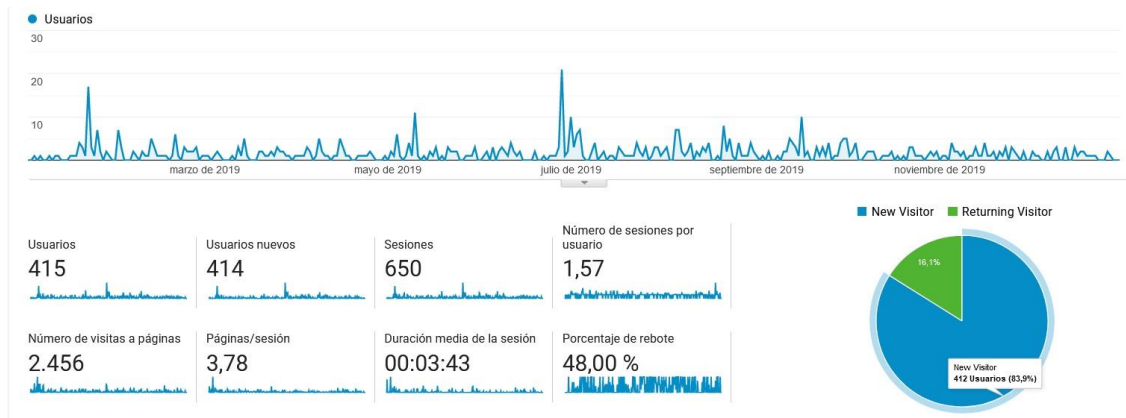 Usuarios
30
20
10
marzo de 2019
mayo de 2019
julio de 2019
septiembre de 2019
noviembre de 2019
New Visitor
Returning Visitor
Usuarios
415
Usuarios nuevos
414
Sesiones
650
Número de sesiones por
usuario
1,57
Número de visitas a páginas
2.456
Páginas/sesión
3,78
Duración media de la sesión
00:03:43
Porcentaje de rebote
48,00 %
16,1%
New Visitor
412 Usuarios (83,9%)